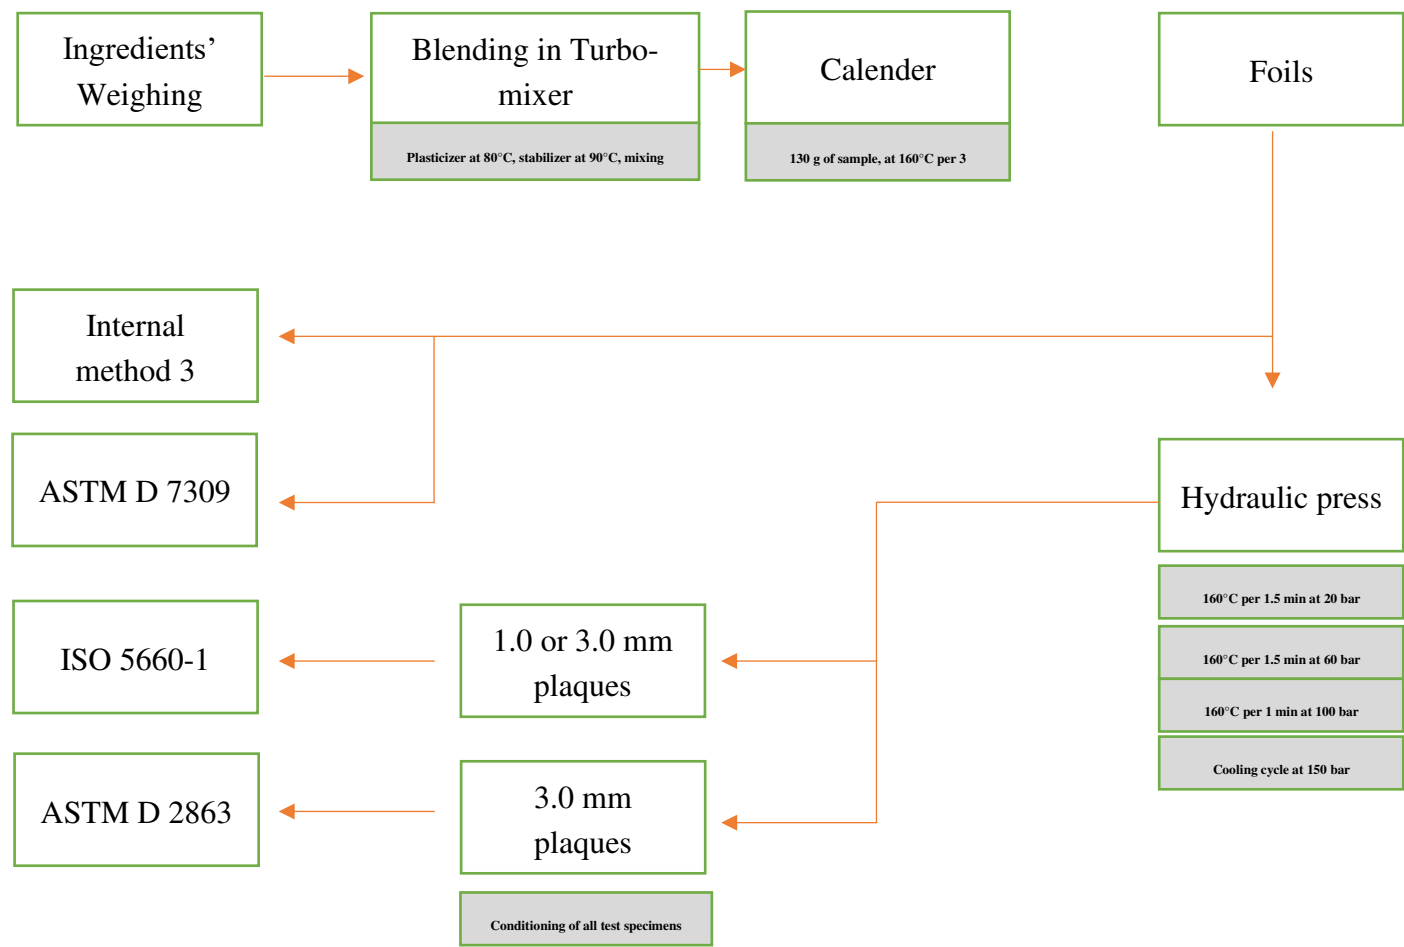 Ingredients’
Weighing
Blending in Turbo-
mixer
Plasticizer at 80°C, stabilizer at 90°C, mixing
Calender
130 g of sample, at 160°C per 3
Foils
Internal
method 3
ASTM D 7309
Hydraulic press
160°C per 1.5 min at 20 bar
160°C per 1.5 min at 60 bar
160°C per 1 min at 100 bar
Cooling cycle at 150 bar
ISO 5660-1
1.0 or 3.0 mm
plaques
ASTM D 2863
3.0 mm
plaques
Conditioning of all test specimens